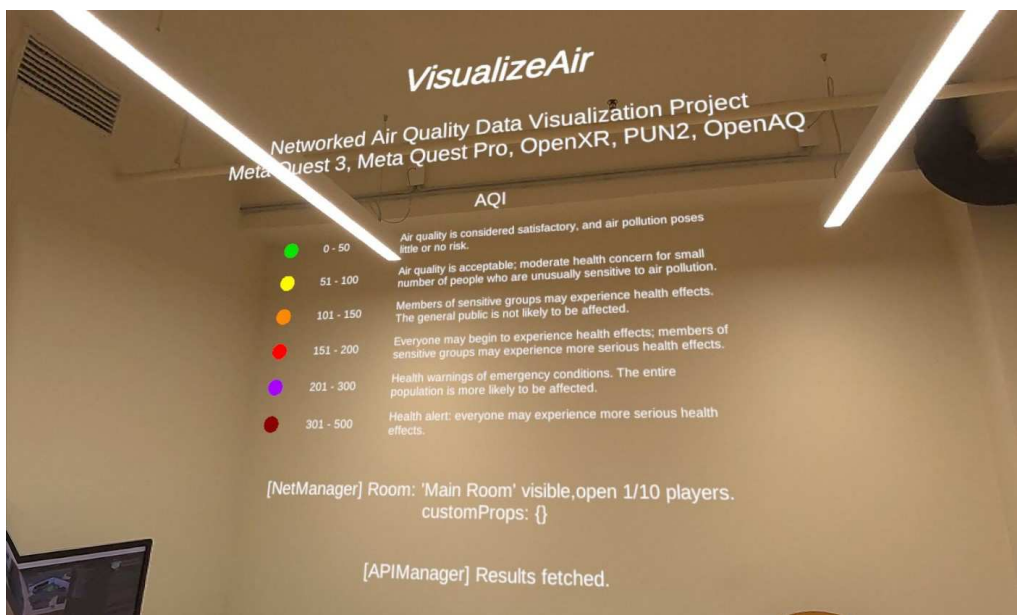 VisualizeAir
Networked Air Quality Data Visualization Project
Meta Quest 3, Meta Quest Pro, OpenXR, PUN2, OpenAQ
AQI
0 - 50
Air quality is considered satisfactory, and air pollution poses
little or no risk.
51 - 100
Air quality is acceptable; moderate health concern for small
number of people who are unusually sensitive to air pollution.
101 - 150
Members of sensitive groups may experience health effects.
The general public is not likely to be affected.
151 - 200
Everyone may begin to experience health effects; members of
sensitive groups may experience more serious health effects.
201 - 300
Health warnings of emergency conditions. The entire
population is more likely to be affected.
301 - 500
Health alert: everyone may experience more serious health
effects.
[NetManager] Room: 'Main Room' visible,open 1/10 players.
customProps: {}
[APIManager] Results fetched.